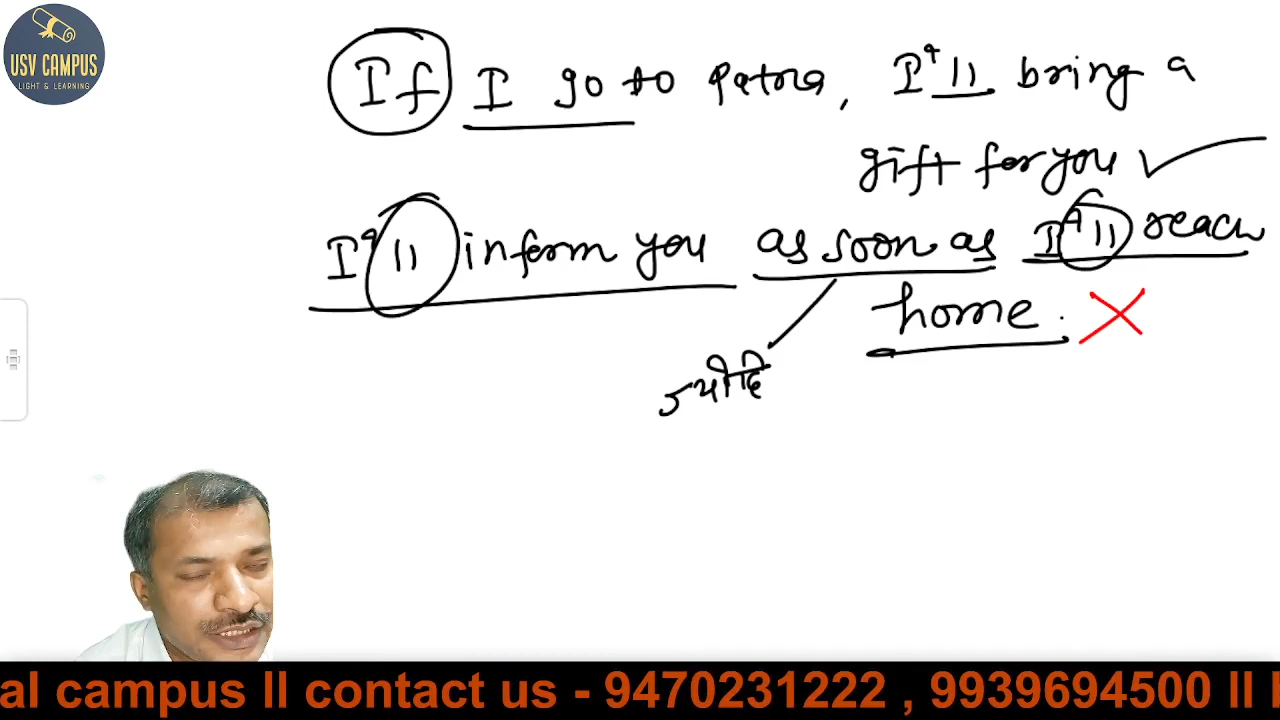 USV CAMPUS
LIGHT & LEARNING
If I go to Patna, I'll bring a
gift for you
I'll inform you as soon as I'll reach
home.
ज्योंहि
al campus ll contact us - 9470231222 , 9939694500 ll